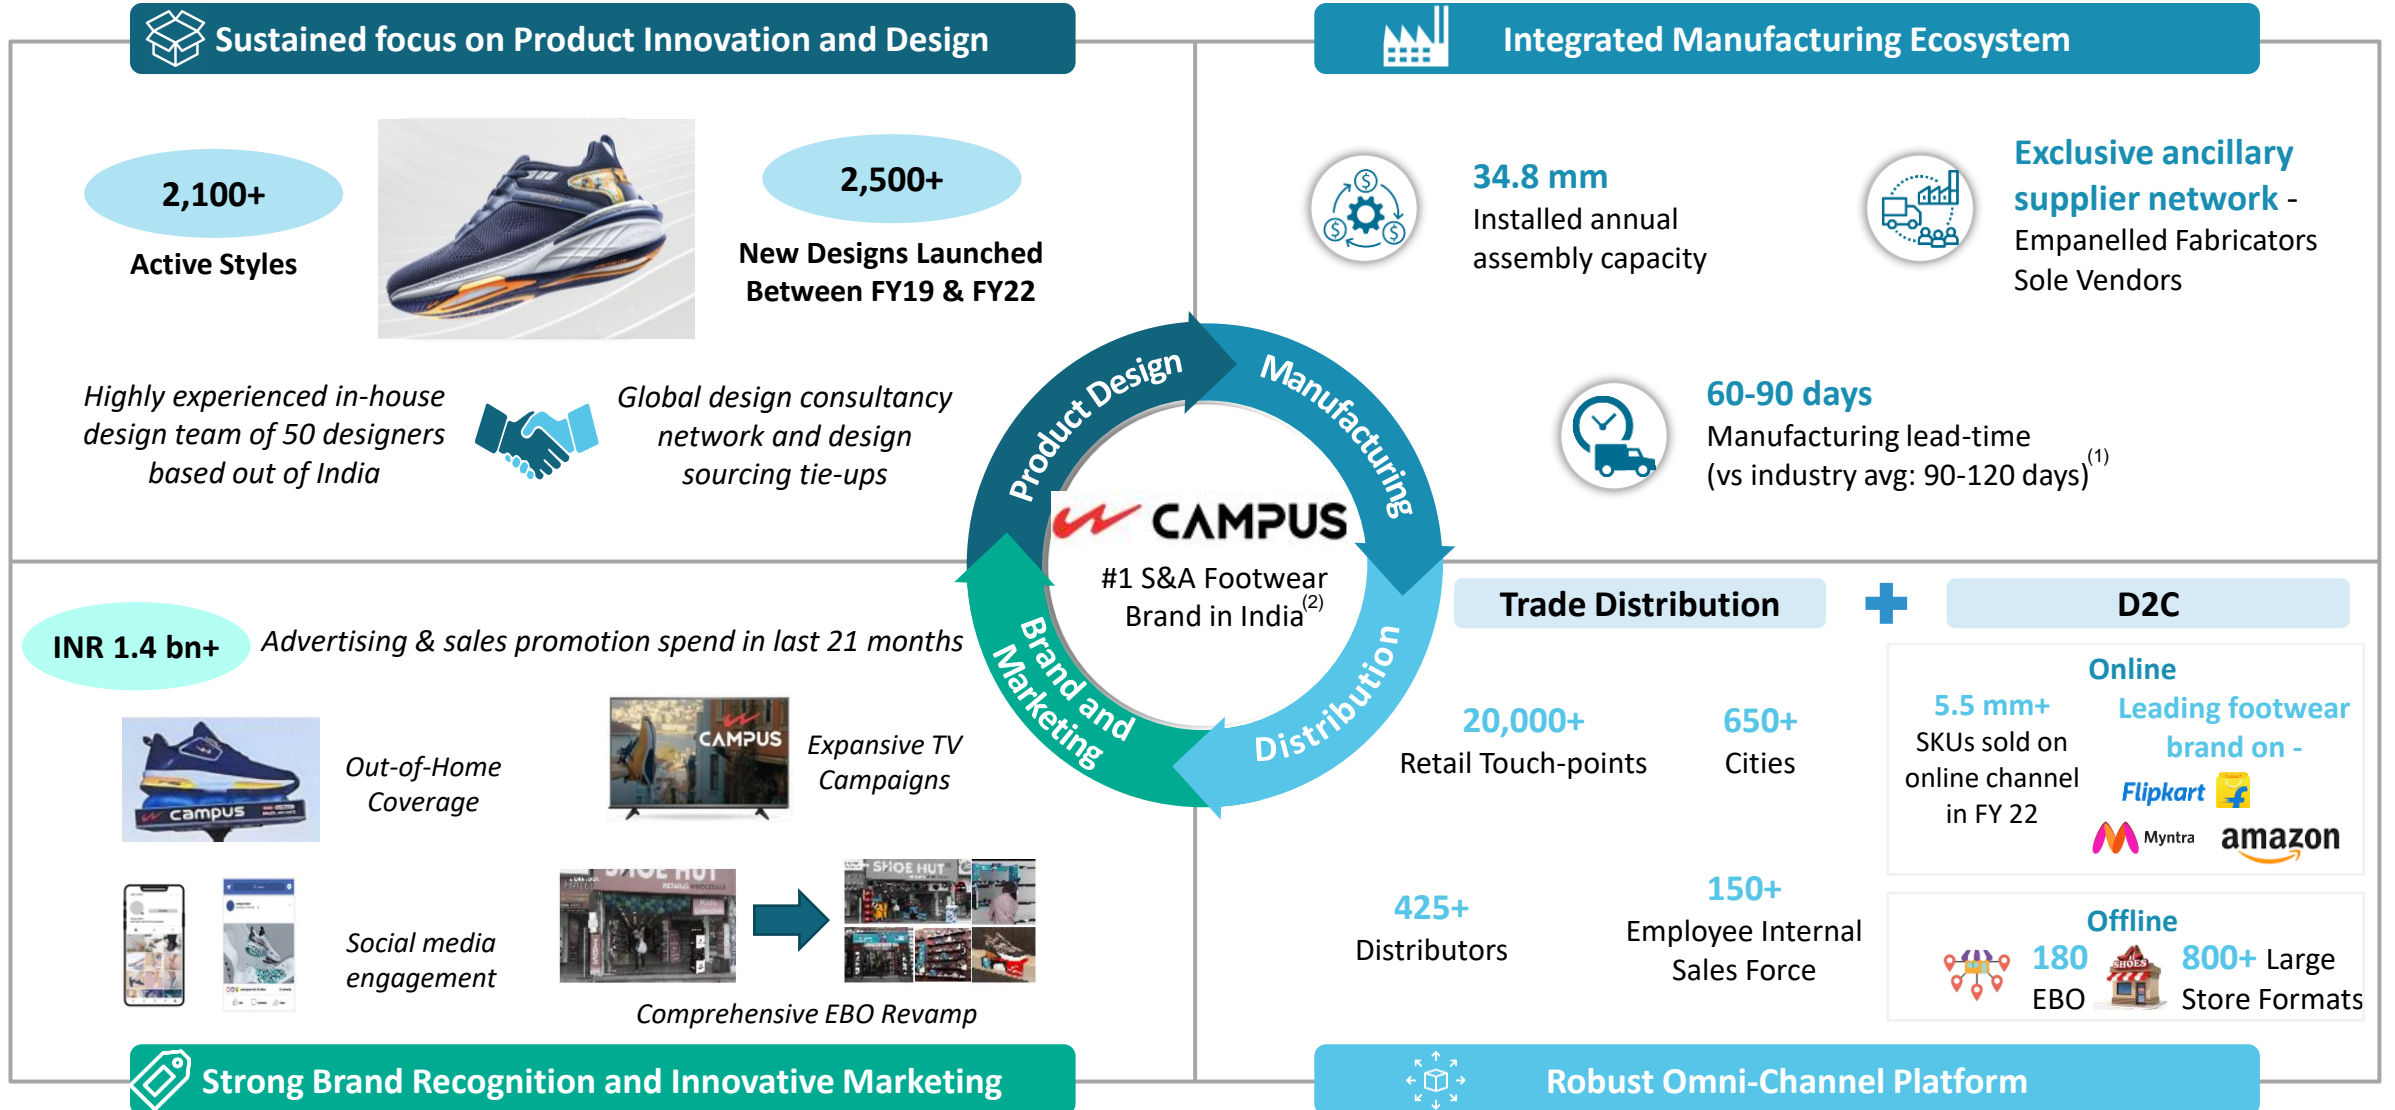 Sustained focus on Product Innovation and Design
2,100+
Active Styles
2,500+
New Designs Launched
Between FY19 & FY22
Highly experienced in-house
design team of 50 designers
based out of India
Global design consultancy
network and design
sourcing tie-ups
Integrated Manufacturing Ecosystem
34.8 mm
Installed annual
assembly capacity
Exclusive ancillary
supplier network -
Empanelled Fabricators
Sole Vendors
60-90 days
Manufacturing lead-time
(vs industry avg: 90-120 days)(1)
Product Design
Manufacturing
Distribution
Brand and
Marketing
CAMPUS
#1 S&A Footwear
Brand in India(2)
INR 1.4 bn+
Advertising & sales promotion spend in last 21 months
campus
Out-of-Home
Coverage
CAMPUS
Expansive TV
Campaigns
Social media
engagement
SHOE HUT
RETAIL WHOLESALE
SHOE HUT
Comprehensive EBO Revamp
Strong Brand Recognition and Innovative Marketing
Trade Distribution
D2C
20,000+
Retail Touch-points
650+
Cities
425+
Distributors
150+
Employee Internal
Sales Force
Online
5.5 mm+
SKUs sold on
online channel
in FY 22
Leading footwear
brand on -
Flipkart
Myntra
amazon
Offline
180
EBO
SHOES
800+ Large
Store Formats
Robust Omni-Channel Platform